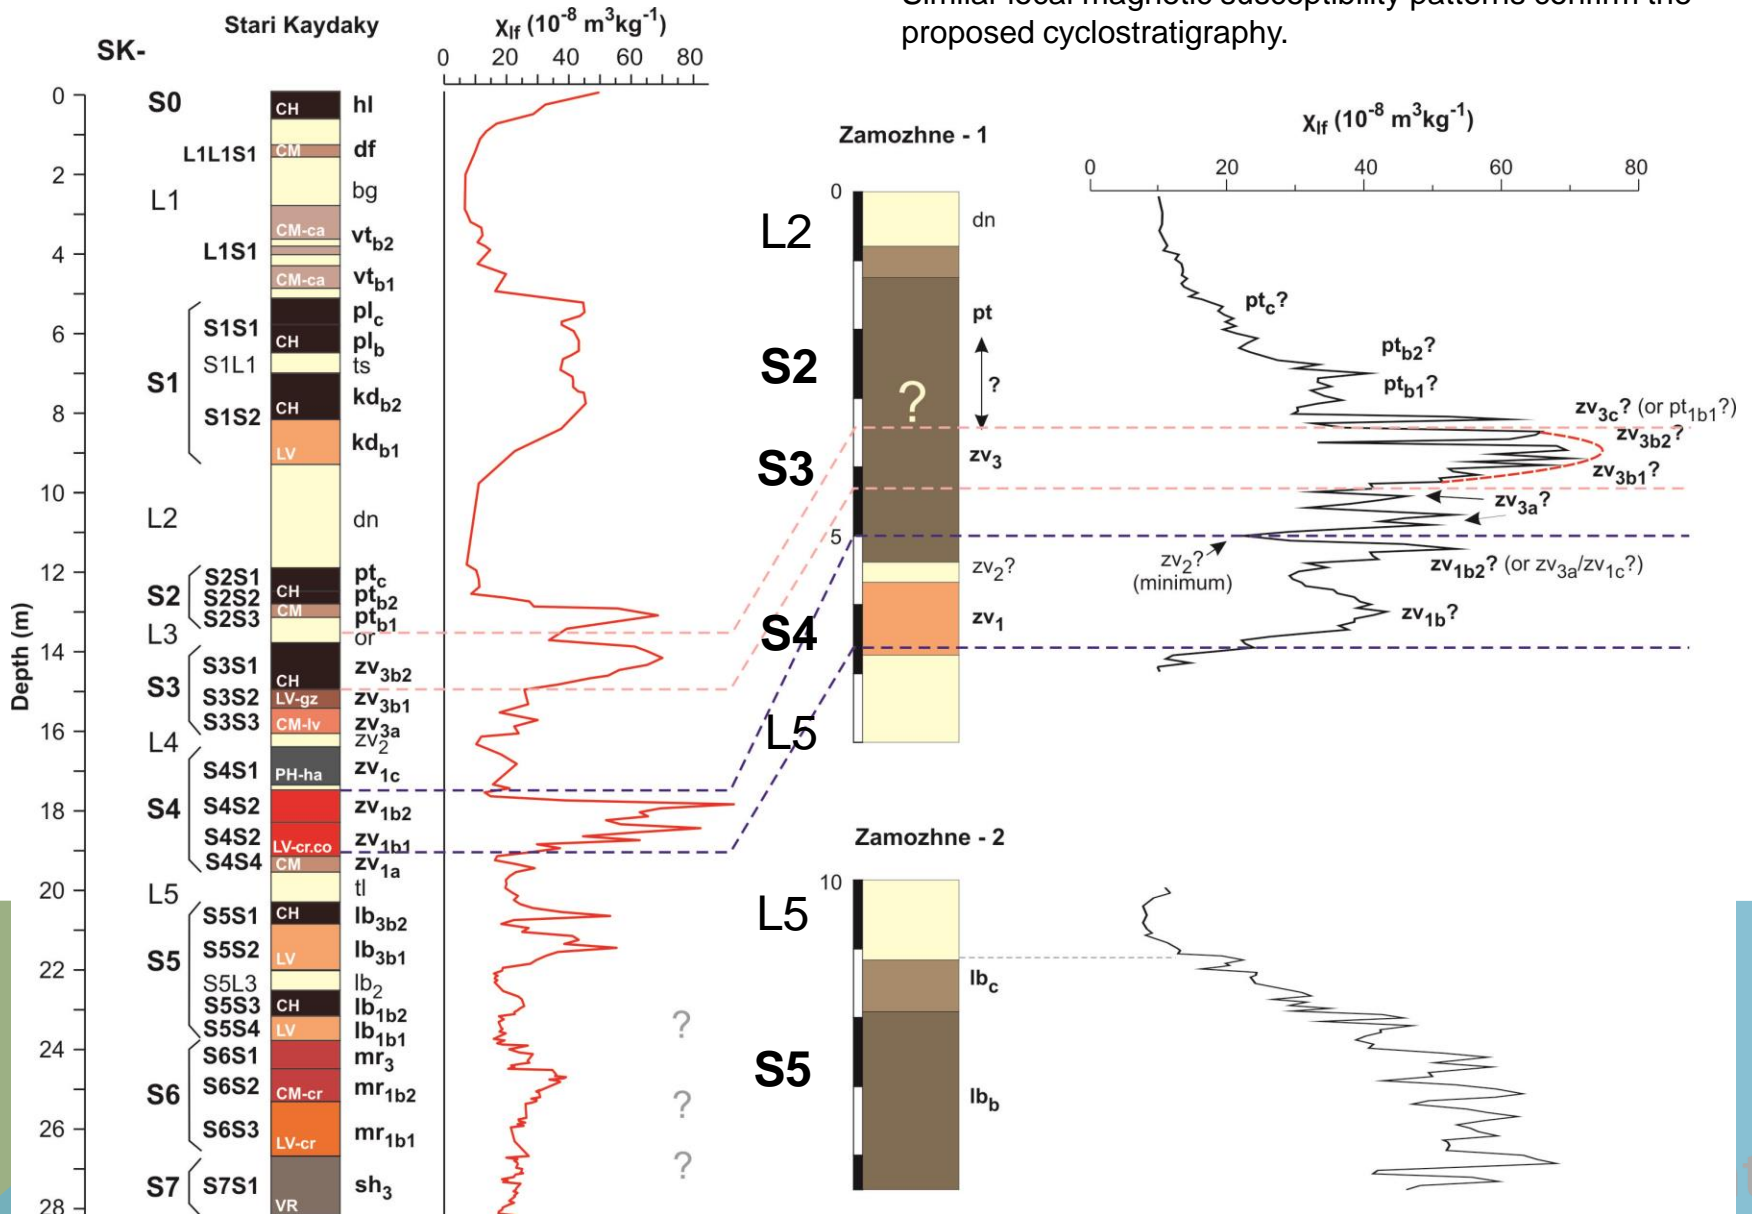 Similar local magnetic susceptibility patterns confirm the
proposed cyclostratigraphy.
Stari Kaydaky
SK-
χlf (10-8 m3kg-1)
0 20 40 60 80
Depth (m)
0
2
4
6
8
10
12
14
16
18
20
22
24
26
28
S0 CH hl
L1L1S1 CM df
L1 bg
CM-ca vtb2
L1S1
CM-ca vtb1
S1
S1S1 plc
CH plb
S1L1 ts
S1S2 CH kdb2
LV kdb1
L2 dn
S2
S2S1 ptc
S2S2 CH ptb2
S2S3 CM ptb1
L3 or
S3
S3S1 CH zv3b2
S3S2 LV-gz zv3b1
S3S3 CM-lv zv3a
L4 zv2
S4
S4S1 PH-ha zv1c
S4S2 zv1b2
S4S2 LV-cr.co zv1b1
S4S4 CM zv1a
L5 tl
S5
S5S1 CH lb3b2
S5S2 LV lb3b1
S5L3 lb2
S5S3 CH lb1b2
S5S4 LV lb1b1
S6
S6S1 mr3
S6S2 CM-cr mr1b2
S6S3 LV-cr mr1b1
S7 S7S1 VR sh3
?
?
?
Zamozhne - 1
χlf (10-8 m3kg-1)
0 20 40 60 80
0
5
L2 dn
pt
S2 ?
?
S3 zv3
zv2?
S4 zv1
L5
ptc?
ptb2?
ptb1?
zv3c? (or pt1b1?)
zv3b2?
zv3b1?
zv3a?
zv2?
(minimum)
zv1b2? (or zv3a/zv1c?)
zv1b?
Zamozhne - 2
10
L5
lbc
S5
lbb